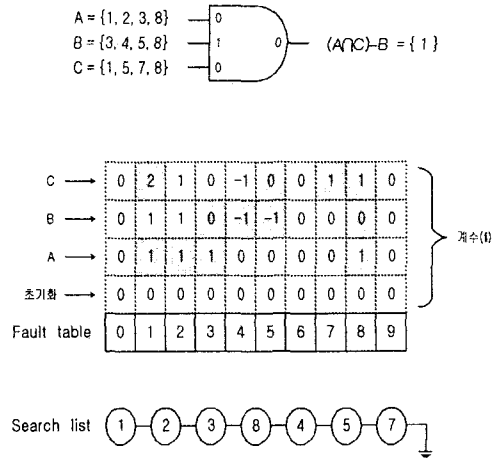 A = {1, 2, 3, 8} 0
B = {3, 4, 5, 8} 1 0 (A∩C)-B = { 1 }
C = {1, 5, 7, 8} 0
C 0 2 1 0 -1 0 0 1 1 0
B 0 1 1 0 -1 -1 0 0 0 0
A 0 1 1 1 0 0 0 0 1 0
초기화 0 0 0 0 0 0 0 0 0 0
계수(II)
Fault table 0 1 2 3 4 5 6 7 8 9
Search list 1 2 3 8 4 5 7